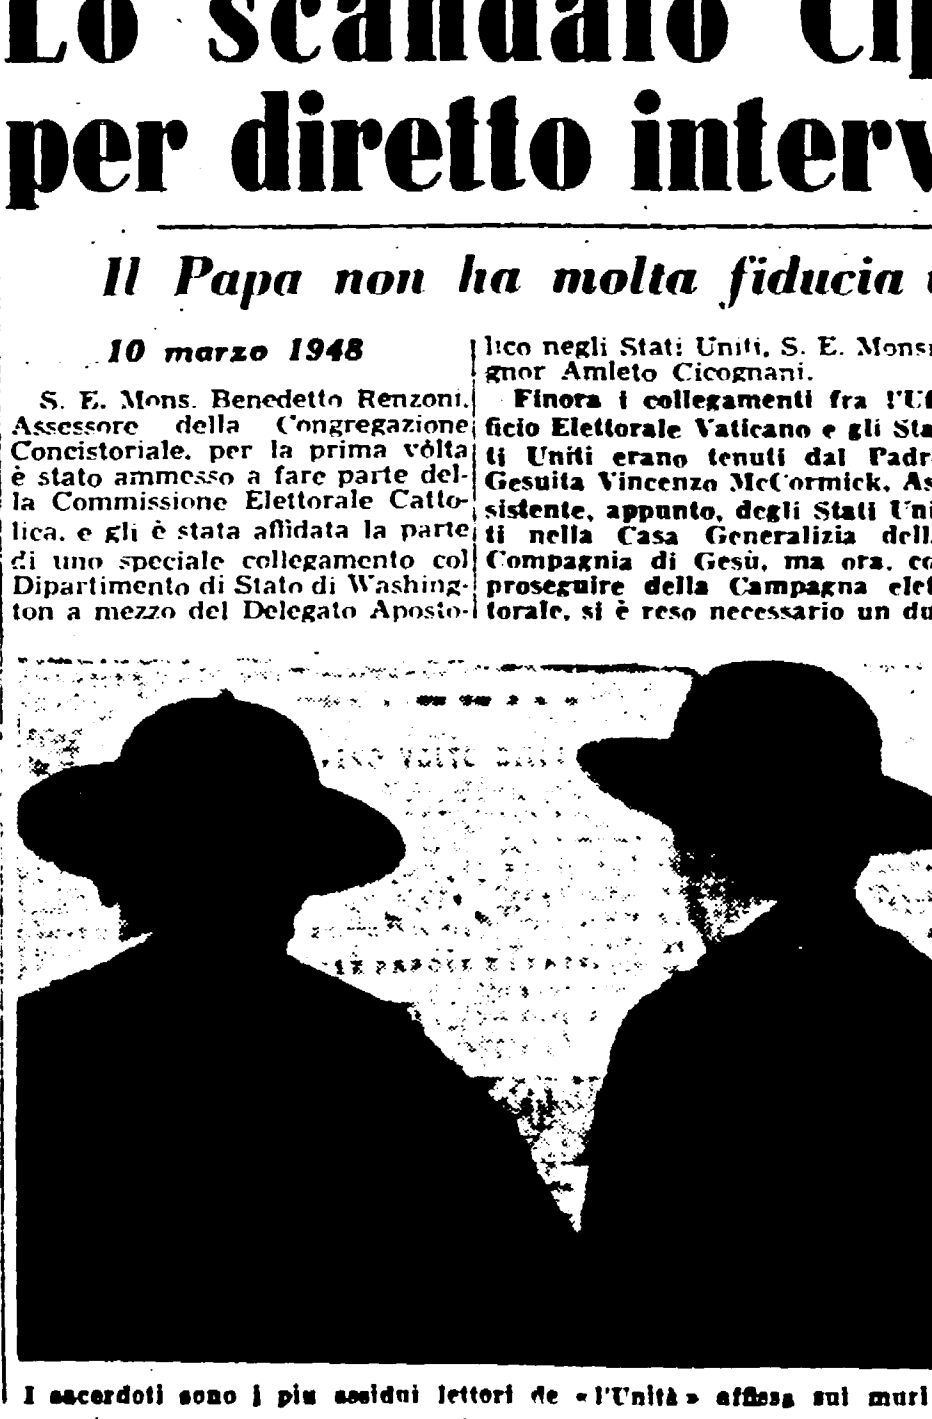 Lo scandalo Cip
per diretto interv
Il Papa non ha molta fiducia
10 marzo 1948
S. E. Mons. Benedetto Renzoni,
Assessore della Congregazione
Concistoriale, per la prima vòlta
è stato ammesso a fare parte del-
la Commissione Elettorale Catto-
lica, e gli è stata affidata la parte
di uno speciale collegamento col
Dipartimento di Stato di Washing-
ton a mezzo del Delegato Aposto-
lico negli Stati Uniti, S. E. Monsi
gnor Amleto Cicognani.
Finora i collegamenti fra l'Uf
ficio Elettorale Vaticano e gli Sta
ti Uniti erano tenuti dal Padr
Gesuita Vincenzo McCormick, As
sistente, appunto, degli Stati Uni
ti nella Casa Generalizia dell
Compagnia di Gesù, ma ora, co
proseguire della Campagna elet
torale, si è reso necessario un du
LE PAROLE E I FATTI
I sacerdoti sono i più assidui lettori de «l'Unità» affissa sui muri